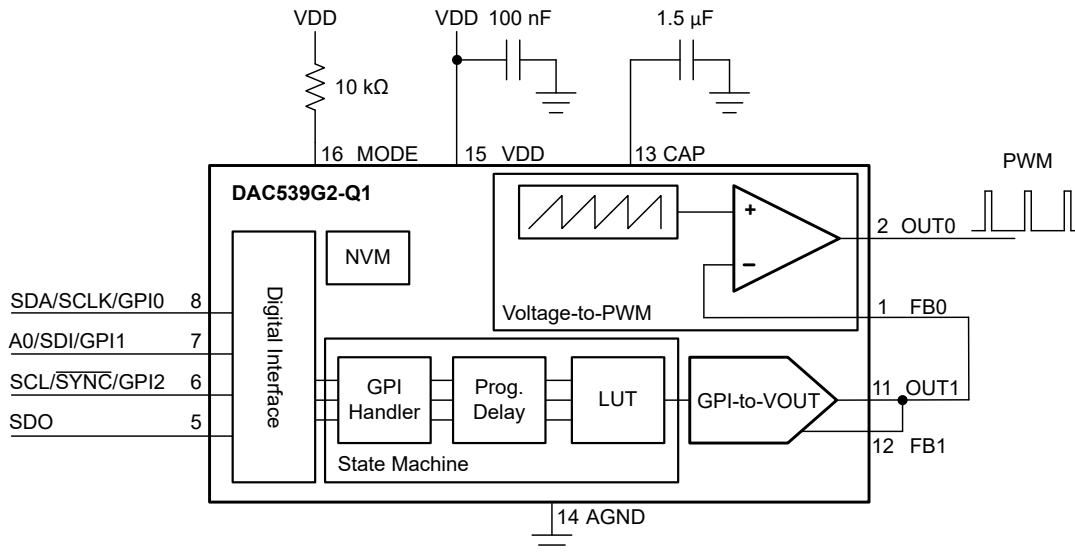 VDD
VDD
100 nF
1.5 µF
10 kΩ
16 MODE
15 VDD
13 CAP
PWM
DAC539G2-Q1
+
2 OUT0
NVM
−
SDA/SCLK/GPI0 8
Digital Interface
Voltage-to-PWM
1 FB0
A0/SDI/GPI1 7
SCL/SYNC/GPI2 6
GPI
Handler
Prog.
Delay
LUT
GPI-to-VOUT
11 OUT1
SDO 5
12 FB1
State Machine
14 AGND